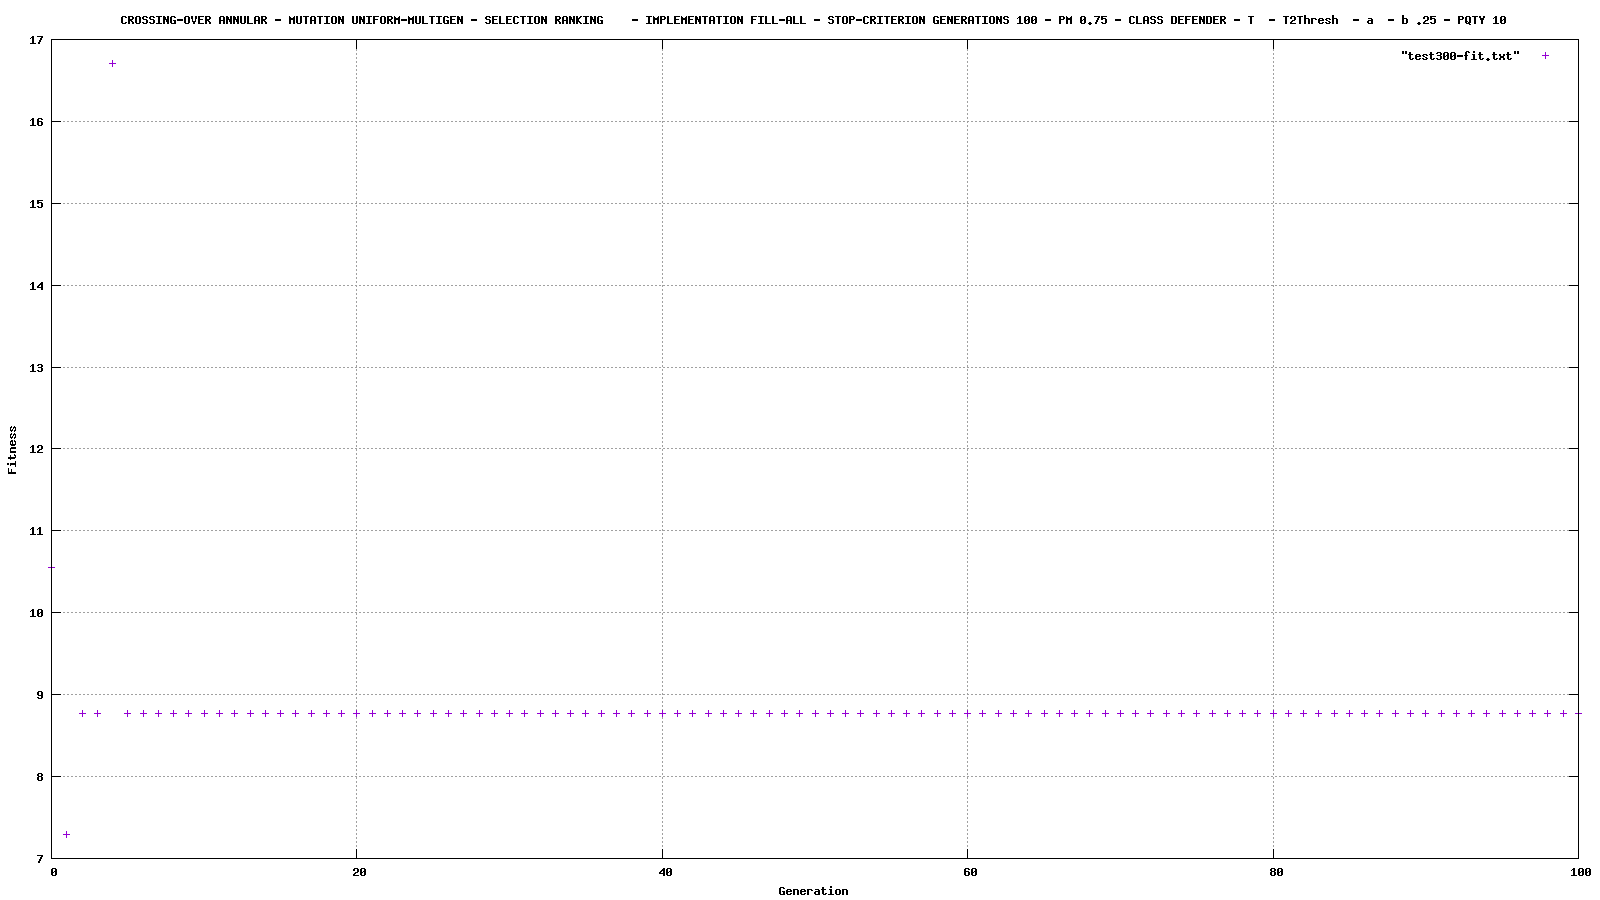 CROSSING-OVER ANNULAR - MUTATION UNIFORM-MULTIGEN - SELECTION RANKING    - IMPLEMENTATION FILL-ALL - STOP-CRITERION GENERATIONS 100 - PM 0.75 - CLASS DEFENDER - T  - T2Thresh  - a  - b .25 - PQTY 10
"test300-fit.txt"
17
16
15
14
13
12
11
10
9
8
7
Fitness
0 20 40 60 80 100
Generation